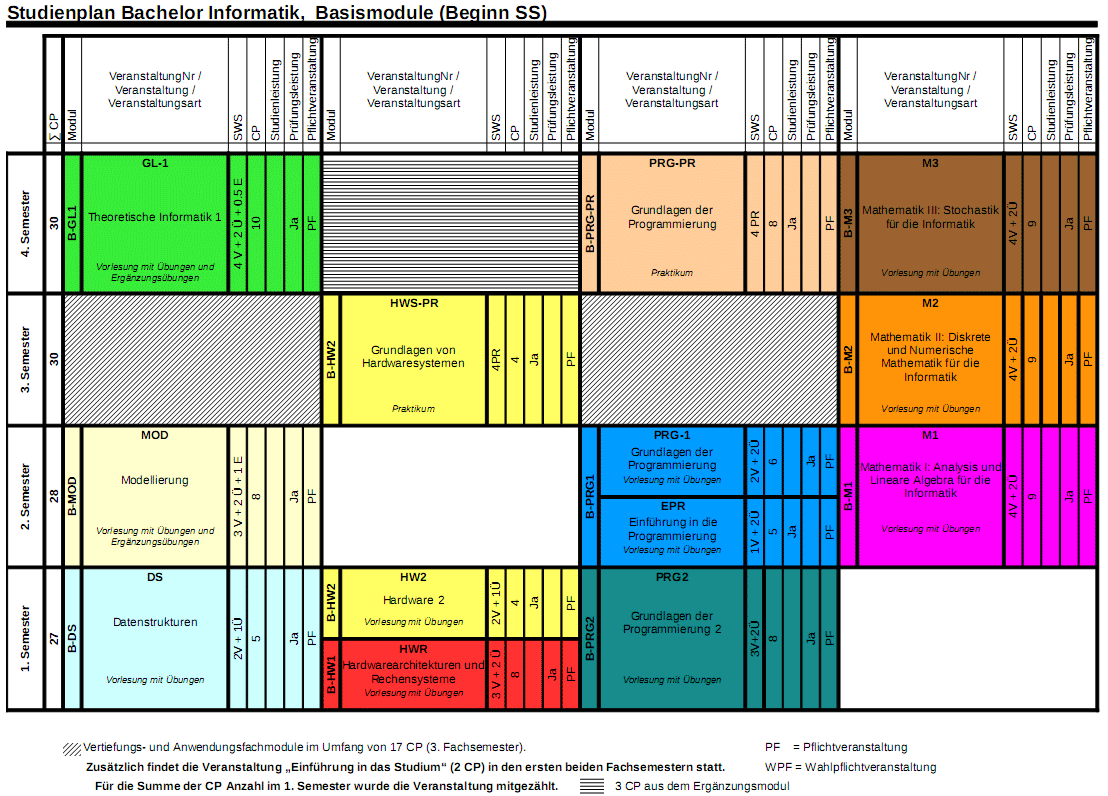 Studienplan Bachelor Informatik, Basismodule (Beginn SS)
∑ CP
Modul
VeranstaltungNr /
Veranstaltung /
Veranstaltungsart
SWS
CP
Studienleistung
Prüfungsleistung
Pflichtveranstaltung
VeranstaltungNr /
Veranstaltung /
Veranstaltungsart
SWS
CP
Studienleistung
Prüfungsleistung
Pflichtveranstaltung
Modul
VeranstaltungNr /
Veranstaltung /
Veranstaltungsart
SWS
CP
Studienleistung
Prüfungsleistung
Pflichtveranstaltung
Modul
VeranstaltungNr /
Veranstaltung /
Veranstaltungsart
SWS
CP
Studienleistung
Prüfungsleistung
Pflichtveranstaltung
4. Semester
30
B-GL1
GL-1
Theoretische Informatik 1
Vorlesung mit Übungen und
Ergänzungsübungen
4 V + 2 Ü + 0.5 E
10
Ja
PF
B-PRG-PR
PRG-PR
Grundlagen der
Programmierung
Praktikum
4 PR
8
Ja
PF
B-M3
M3
Mathematik III: Stochastik
für die Informatik
Vorlesung mit Übungen
4V + 2Ü
9
Ja
PF
3. Semester
30
B-HW2
HWS-PR
Grundlagen von
Hardwaresystemen
Praktikum
4PR
4
Ja
PF
B-M2
M2
Mathematik II: Diskrete
und Numerische
Mathematik für die
Informatik
Vorlesung mit Übungen
4V + 2Ü
9
Ja
PF
2. Semester
28
B-MOD
MOD
Modellierung
Vorlesung mit Übungen und
Ergänzungsübungen
3 V + 2 Ü + 1 E
8
Ja
PF
B-PRG1
PRG-1
Grundlagen der
Programmierung
Vorlesung mit Übungen
2V + 2Ü
6
Ja
PF
EPR
Einführung in die
Programmierung
Vorlesung mit Übungen
1V + 2Ü
5
Ja
PF
B-M1
M1
Mathematik I: Analysis und
Lineare Algebra für die
Informatik
Vorlesung mit Übungen
4V + 2Ü
9
Ja
PF
1. Semester
27
B-DS
DS
Datenstrukturen
Vorlesung mit Übungen
2V + 1Ü
5
Ja
PF
B-HW2
HW2
Hardware 2
Vorlesung mit Übungen
2V + 1Ü
4
Ja
PF
B-HW1
HWR
Hardwarearchitekturen und
Rechensysteme
Vorlesung mit Übungen
3 V + 2 Ü
8
Ja
PF
B-PRG2
PRG2
Grundlagen der
Programmierung 2
Vorlesung mit Übungen
3V+2Ü
8
Ja
PF
Vertiefungs- und Anwendungsfachmodule im Umfang von 17 CP (3. Fachsemester).
PF = Pflichtveranstaltung
Zusätzlich findet die Veranstaltung „Einführung in das Studium“ (2 CP) in den ersten beiden Fachsemestern statt.
WPF = Wahlpflichtveranstaltung
Für die Summe der CP Anzahl im 1. Semester wurde die Veranstaltung mitgezählt.
3 CP aus dem Ergänzungsmodul